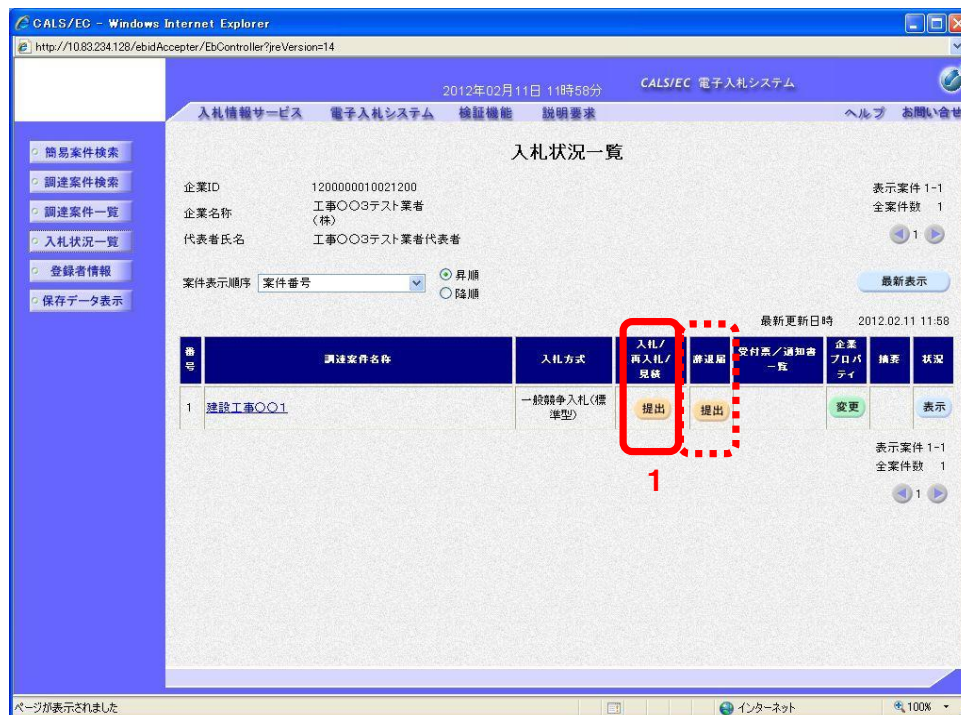 CALS/EC - Windows Internet Explorer
http://10.83.234.128/ebidAccepter/EbController?jreVersion=14
2012年02月11日 11時58分
CALS/EC 電子入札システム
入札情報サービス 電子入札システム 検証機能 説明要求 ヘルプ お問い合せ
簡易案件検索
調達案件検索
調達案件一覧
入札状況一覧
登録者情報
保存データ表示
入札状況一覧
企業ID 1200000010021200
企業名称 工事○○3テスト業者
(株)
代表者氏名 工事○○3テスト業者代表者
表示案件 1-1
全案件数 1
1
案件表示順序 案件番号
昇順
降順
最新表示
最新更新日時 2012.02.11 11:58
番号 調達案件名称 入札方式 入札/再入札/見積 辞退届 受付票/通知書一覧 企業プロパティ 摘要 状況
1 建設工事○○1 一般競争入札(標準型) 提出 提出 変更 表示
1
表示案件 1-1
全案件数 1
1
ページが表示されました インターネット 100%